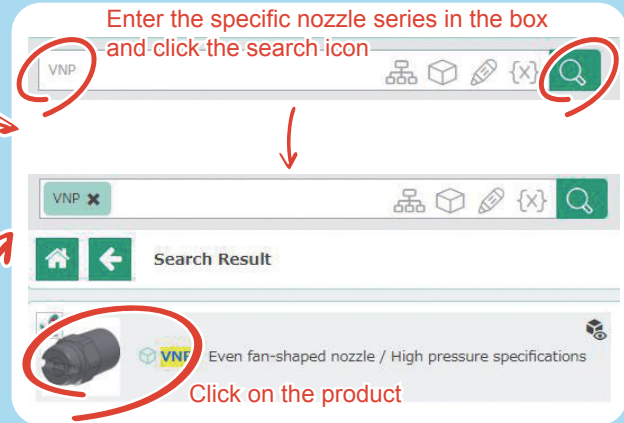 Enter the specific nozzle series in the box
and click the search icon
VNP
{x}
VNP ✖
{x}
Search Result
VNP Even fan-shaped nozzle / High pressure specifications
Click on the product